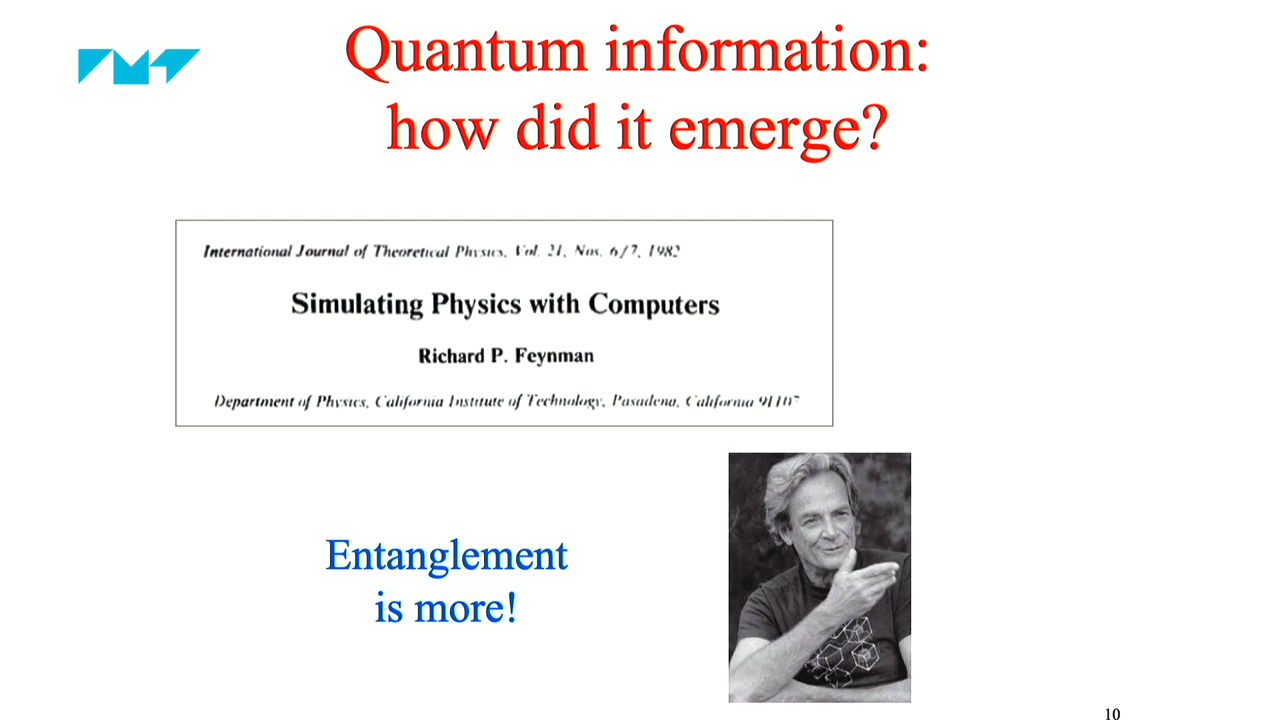 Quantum information:
how did it emerge?
International Journal of Theoretical Physics, Vol. 21, Nos. 6/7, 1982
Simulating Physics with Computers
Richard P. Feynman
Department of Physics, California Institute of Technology, Pasadena, California 91107
Entanglement
is more!
10